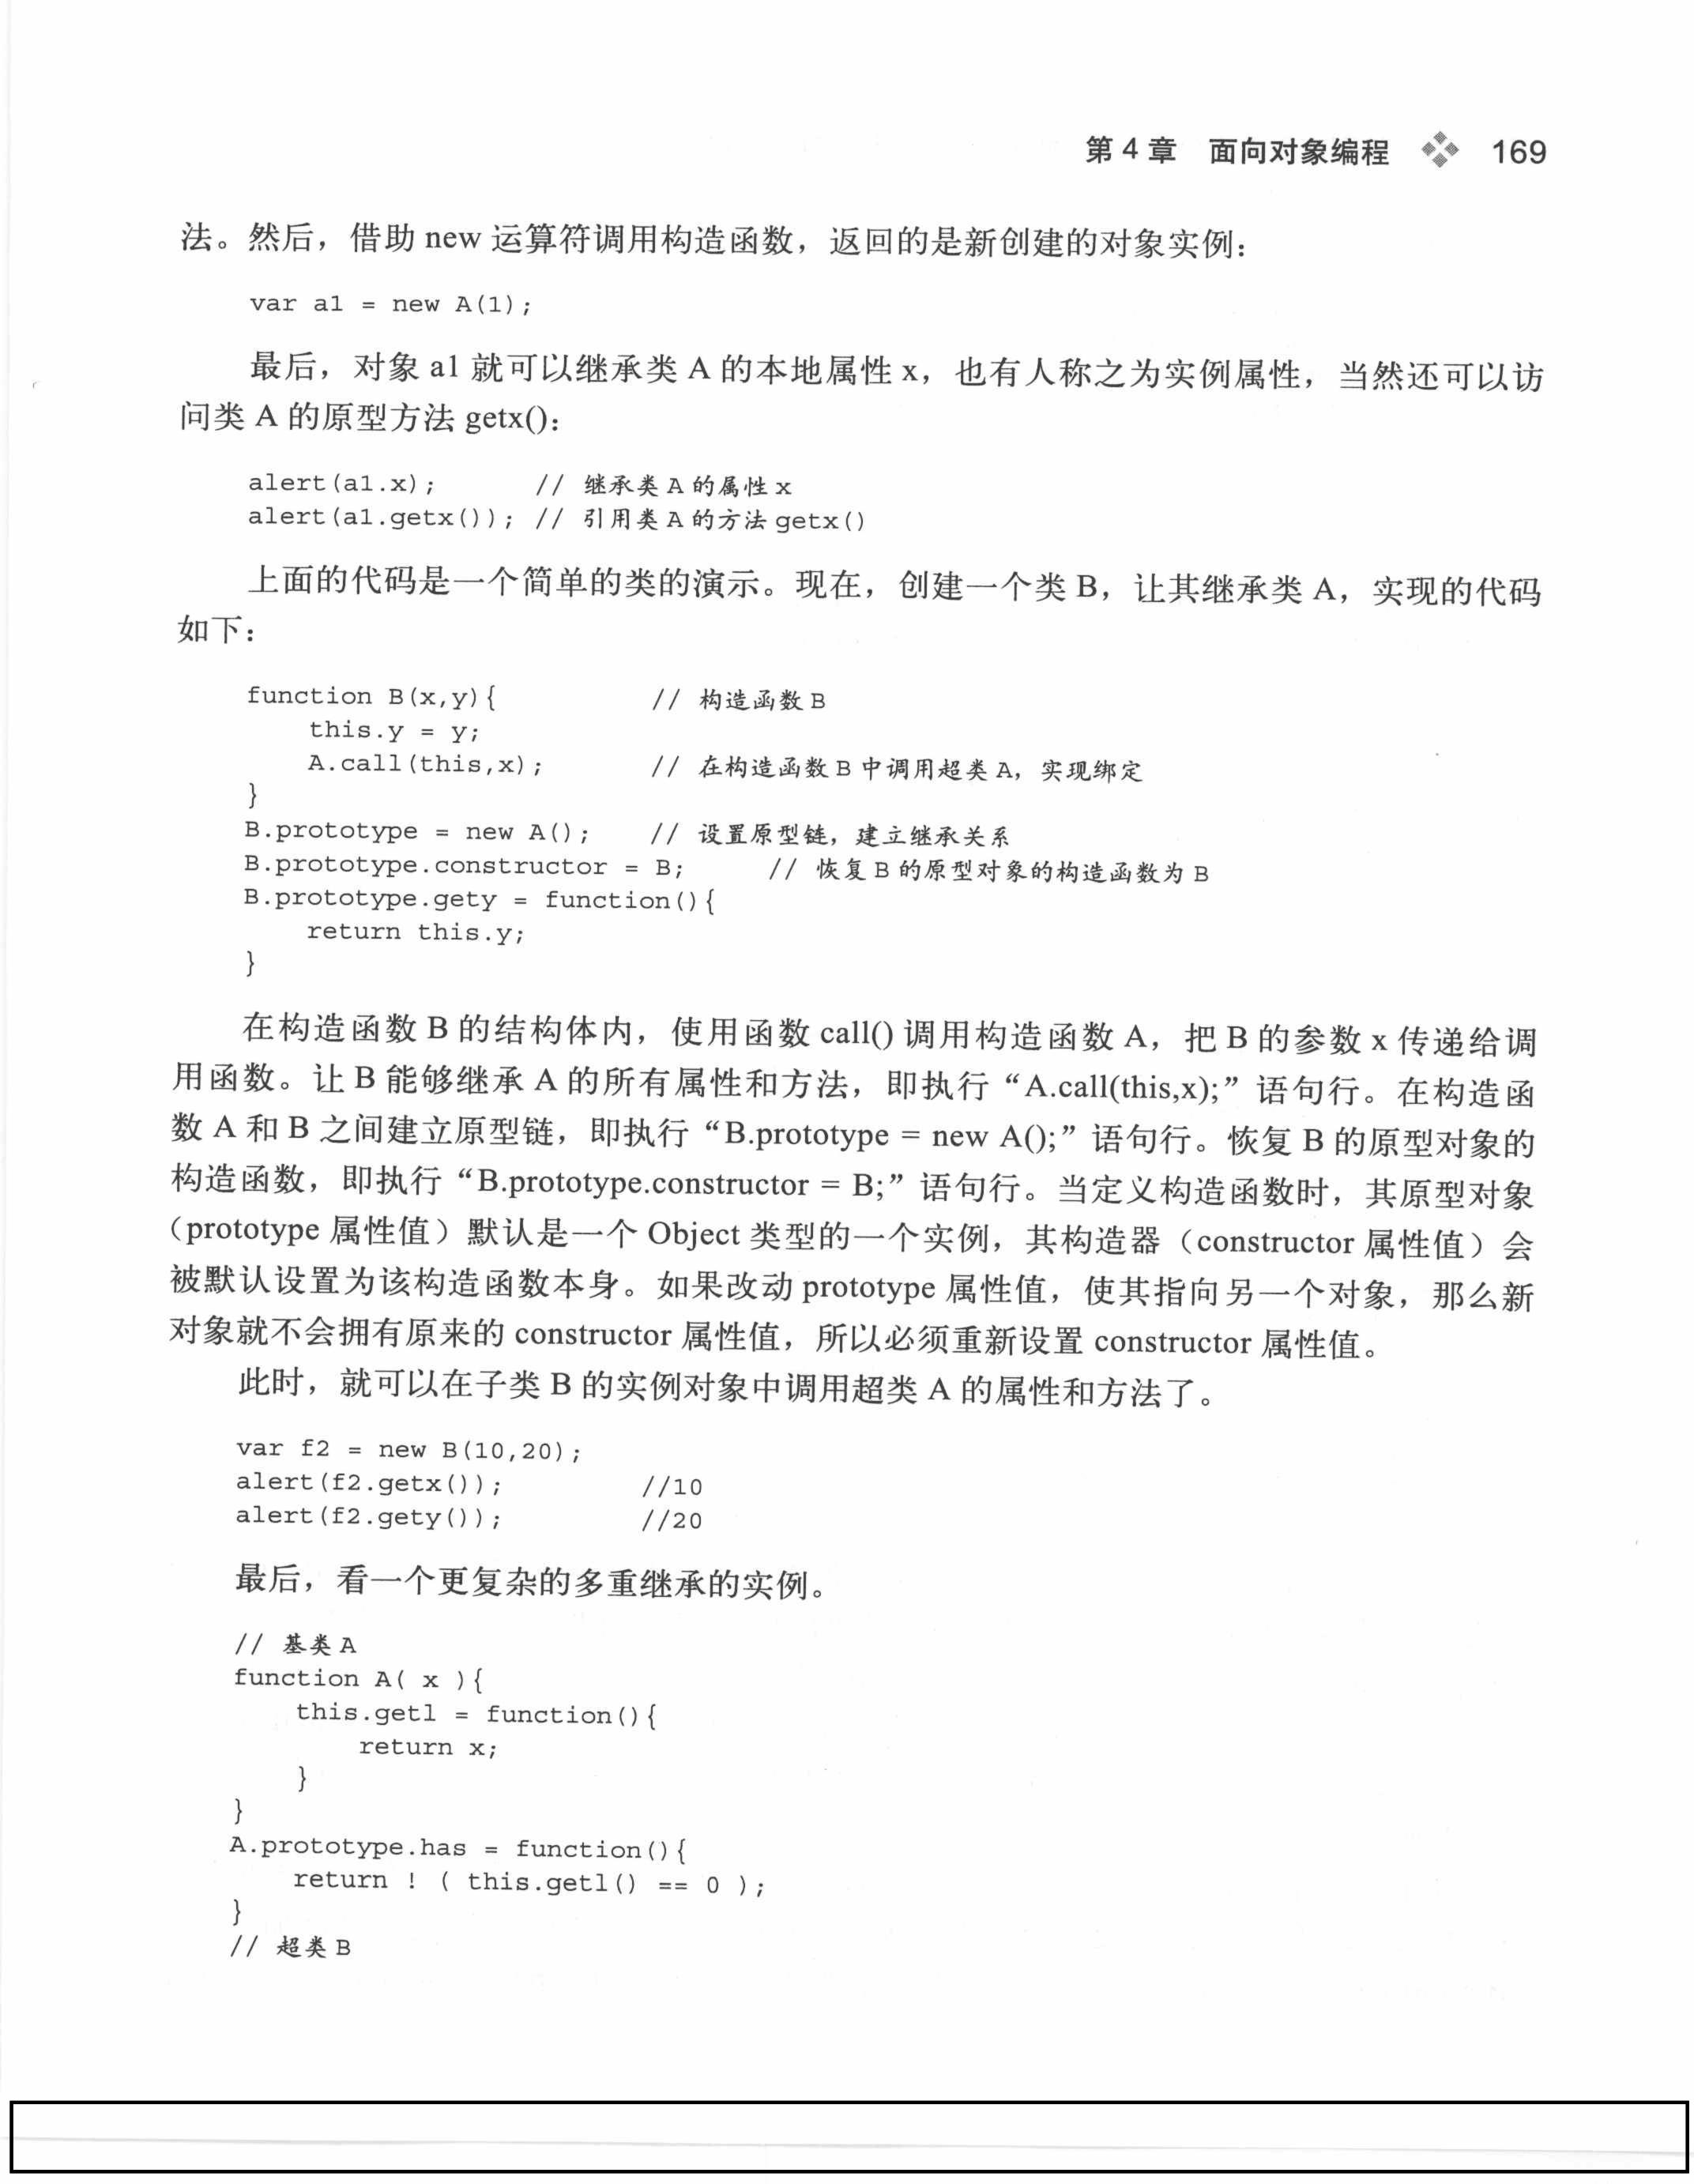 第 4 章 面向对象编程 169
法。然后，借助 new 运算符调用构造函数，返回的是新创建的对象实例：
var a1 = new A(1);
最后，对象 a1 就可以继承类 A 的本地属性 x，也有人称之为实例属性，当然还可以访
问类 A 的原型方法 getx()：
alert(a1.x); // 继承类 A 的属性 x
alert(a1.getx()); // 引用类 A 的方法 getx()
上面的代码是一个简单的类的演示。现在，创建一个类 B，让其继承类 A，实现的代码
如下：
function B(x,y){ // 构造函数 B
this.y = y;
A.call(this,x); // 在构造函数 B 中调用超类 A，实现绑定
}
B.prototype = new A(); // 设置原型链，建立继承关系
B.prototype.constructor = B; // 恢复 B 的原型对象的构造函数为 B
B.prototype.gety = function(){
return this.y;
}
在构造函数 B 的结构体内，使用函数 call() 调用构造函数 A，把 B 的参数 x 传递给调
用函数。让 B 能够继承 A 的所有属性和方法，即执行“A.call(this,x);”语句行。在构造函
数 A 和 B 之间建立原型链，即执行“B.prototype = new A();”语句行。恢复 B 的原型对象的
构造函数，即执行“B.prototype.constructor = B;”语句行。当定义构造函数时，其原型对象
（prototype 属性值）默认是一个 Object 类型的一个实例，其构造器（constructor 属性值）会
被默认设置为该构造函数本身。如果改动 prototype 属性值，使其指向另一个对象，那么新
对象就不会拥有原来的 constructor 属性值，所以必须重新设置 constructor 属性值。
此时，就可以在子类 B 的实例对象中调用超类 A 的属性和方法了。
var f2 = new B(10,20);
alert(f2.getx()); //10
alert(f2.gety()); //20
最后，看一个更复杂的多重继承的实例。
// 基类 A
function A( x ){
this.getl = function(){
return x;
}
}
A.prototype.has = function(){
return ! ( this.getl() == 0 );
}
// 超类 B